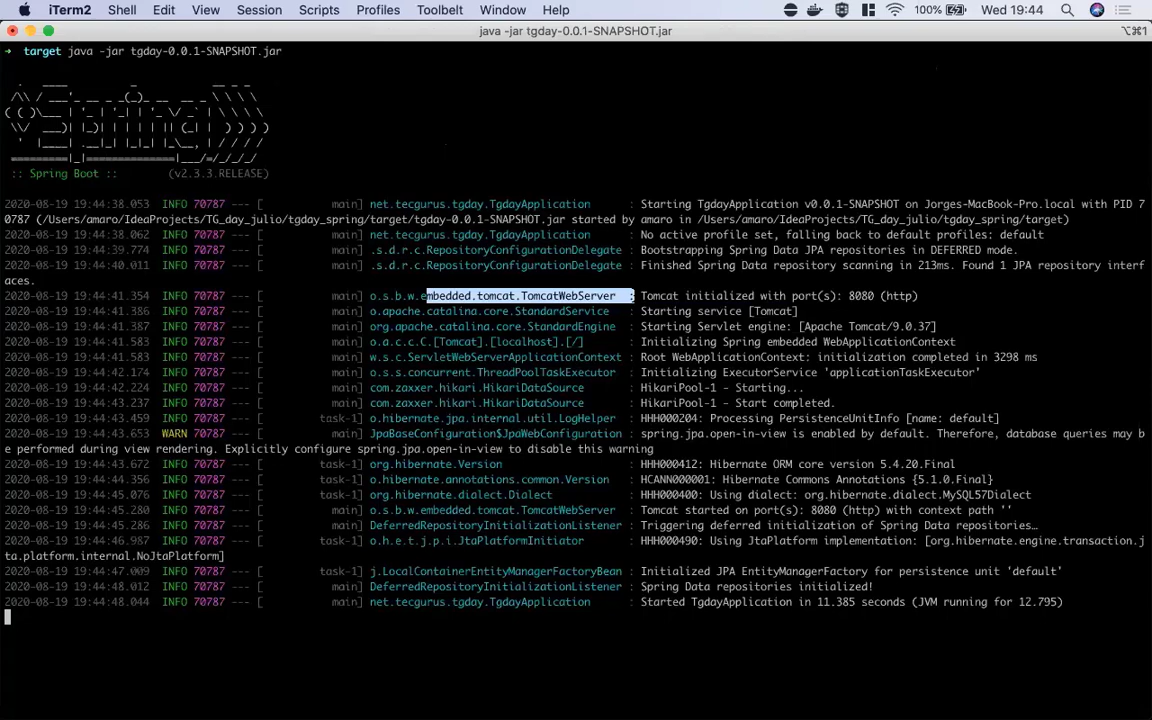 iTerm2 Shell Edit View Session Scripts Profiles Toolbelt Window Help 100% Wed 19:44
java -jar tgday-0.0.1-SNAPSHOT.jar ⌥⌘1
→ target java -jar tgday-0.0.1-SNAPSHOT.jar
  .   ____          _            __ _ _
 /\\ / ___'_ __ _ _(_)_ __  __ _ \ \ \ \
( ( )\___ | '_ | '_| | '_ \/ _` | \ \ \ \
 \\/  ___)| |_)| | | | | || (_| |  ) ) ) )
  '  |____| .__|_| |_|_| |_\__, | / / / /
 =========|_|==============|___/=/_/_/_/
:: Spring Boot ::        (v2.3.3.RELEASE)
2020-08-19 19:44:38.053 INFO 70787 --- [ main] net.tecgurus.tgday.TgdayApplication : Starting TgdayApplication v0.0.1-SNAPSHOT on Jorges-MacBook-Pro.local with PID 7
0787 (/Users/amaro/IdeaProjects/TG_day_julio/tgday_spring/target/tgday-0.0.1-SNAPSHOT.jar started by amaro in /Users/amaro/IdeaProjects/TG_day_julio/tgday_spring/target)
2020-08-19 19:44:38.062 INFO 70787 --- [ main] net.tecgurus.tgday.TgdayApplication : No active profile set, falling back to default profiles: default
2020-08-19 19:44:39.774 INFO 70787 --- [ main] .s.d.r.c.RepositoryConfigurationDelegate : Bootstrapping Spring Data JPA repositories in DEFERRED mode.
2020-08-19 19:44:40.011 INFO 70787 --- [ main] .s.d.r.c.RepositoryConfigurationDelegate : Finished Spring Data repository scanning in 213ms. Found 1 JPA repository interf
aces.
2020-08-19 19:44:41.354 INFO 70787 --- [ main] o.s.b.w.embedded.tomcat.TomcatWebServer : Tomcat initialized with port(s): 8080 (http)
2020-08-19 19:44:41.386 INFO 70787 --- [ main] o.apache.catalina.core.StandardService : Starting service [Tomcat]
2020-08-19 19:44:41.386 INFO 70787 --- [ main] org.apache.catalina.core.StandardEngine : Starting Servlet engine: [Apache Tomcat/9.0.37]
2020-08-19 19:44:41.583 INFO 70787 --- [ main] o.a.c.c.C.[Tomcat].[localhost].[/] : Initializing Spring embedded WebApplicationContext
2020-08-19 19:44:41.583 INFO 70787 --- [ main] w.s.c.ServletWebServerApplicationContext : Root WebApplicationContext: initialization completed in 3298 ms
2020-08-19 19:44:42.174 INFO 70787 --- [ main] o.s.s.concurrent.ThreadPoolTaskExecutor : Initializing ExecutorService 'applicationTaskExecutor'
2020-08-19 19:44:42.238 INFO 70787 --- [ main] com.zaxxer.hikari.HikariDataSource : HikariPool-1 - Starting...
2020-08-19 19:44:43.237 INFO 70787 --- [ main] com.zaxxer.hikari.HikariDataSource : HikariPool-1 - Start completed.
2020-08-19 19:44:43.459 INFO 70787 --- [ task-1] o.hibernate.jpa.internal.util.LogHelper : HHH000204: Processing PersistenceUnitInfo [name: default]
2020-08-19 19:44:43.653 WARN 70787 --- [ main] JpaBaseConfiguration$JpaWebConfiguration : spring.jpa.open-in-view is enabled by default. Therefore, database queries may b
e performed during view rendering. Explicitly configure spring.jpa.open-in-view to disable this warning
2020-08-19 19:44:43.672 INFO 70787 --- [ task-1] org.hibernate.Version : HHH000412: Hibernate ORM core version 5.4.20.Final
2020-08-19 19:44:44.356 INFO 70787 --- [ task-1] o.hibernate.annotations.common.Version : HCANN000001: Hibernate Commons Annotations {5.1.0.Final}
2020-08-19 19:44:45.076 INFO 70787 --- [ task-1] org.hibernate.dialect.Dialect : HHH000400: Using dialect: org.hibernate.dialect.MySQL57Dialect
2020-08-19 19:44:45.280 INFO 70787 --- [ main] o.s.b.w.embedded.tomcat.TomcatWebServer : Tomcat started on port(s): 8080 (http) with context path ''
2020-08-19 19:44:45.286 INFO 70787 --- [ main] DeferredRepositoryInitializationListener : Triggering deferred initialization of Spring Data repositories…
2020-08-19 19:44:46.987 INFO 70787 --- [ task-1] o.h.e.t.j.p.i.JtaPlatformInitiator : HHH000490: Using JtaPlatform implementation: [org.hibernate.engine.transaction.j
ta.platform.internal.NoJtaPlatform]
2020-08-19 19:44:47.009 INFO 70787 --- [ task-1] j.LocalContainerEntityManagerFactoryBean : Initialized JPA EntityManagerFactory for persistence unit 'default'
2020-08-19 19:44:48.012 INFO 70787 --- [ main] DeferredRepositoryInitializationListener : Spring Data repositories initialized!
2020-08-19 19:44:48.044 INFO 70787 --- [ main] net.tecgurus.tgday.TgdayApplication : Started TgdayApplication in 11.385 seconds (JVM running for 12.795)